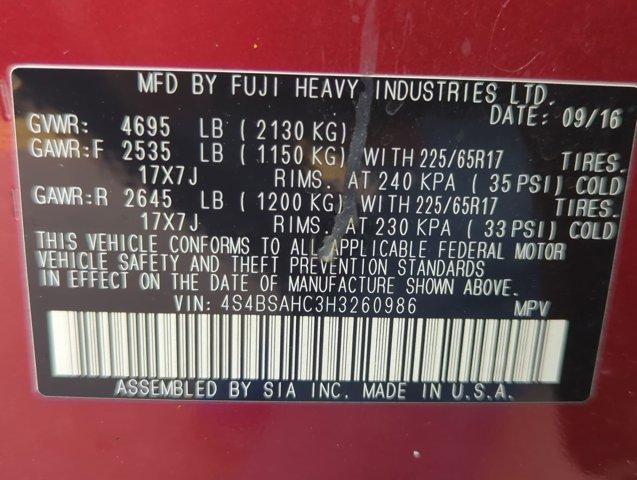 MFD BY FUJI HEAVY INDUSTRIES LTD.
DATE: 09/16
GVWR: 4695 LB ( 2130 KG)
GAWR:F 2535 LB ( 1150 KG) WITH 225/65R17 TIRES.
17X7J RIMS. AT 240 KPA ( 35 PSI) COLD
GAWR:R 2645 LB ( 1200 KG) WITH 225/65R17 TIRES.
17X7J RIMS. AT 230 KPA ( 33 PSI) COLD
THIS VEHICLE CONFORMS TO ALL APPLICABLE FEDERAL MOTOR
VEHICLE SAFETY AND THEFT PREVENTION STANDARDS
IN EFFECT ON THE DATE OF MANUFACTURE SHOWN ABOVE.
VIN: 4S4BSAHC3H3260986 MPV
ASSEMBLED BY SIA INC. MADE IN U.S.A.